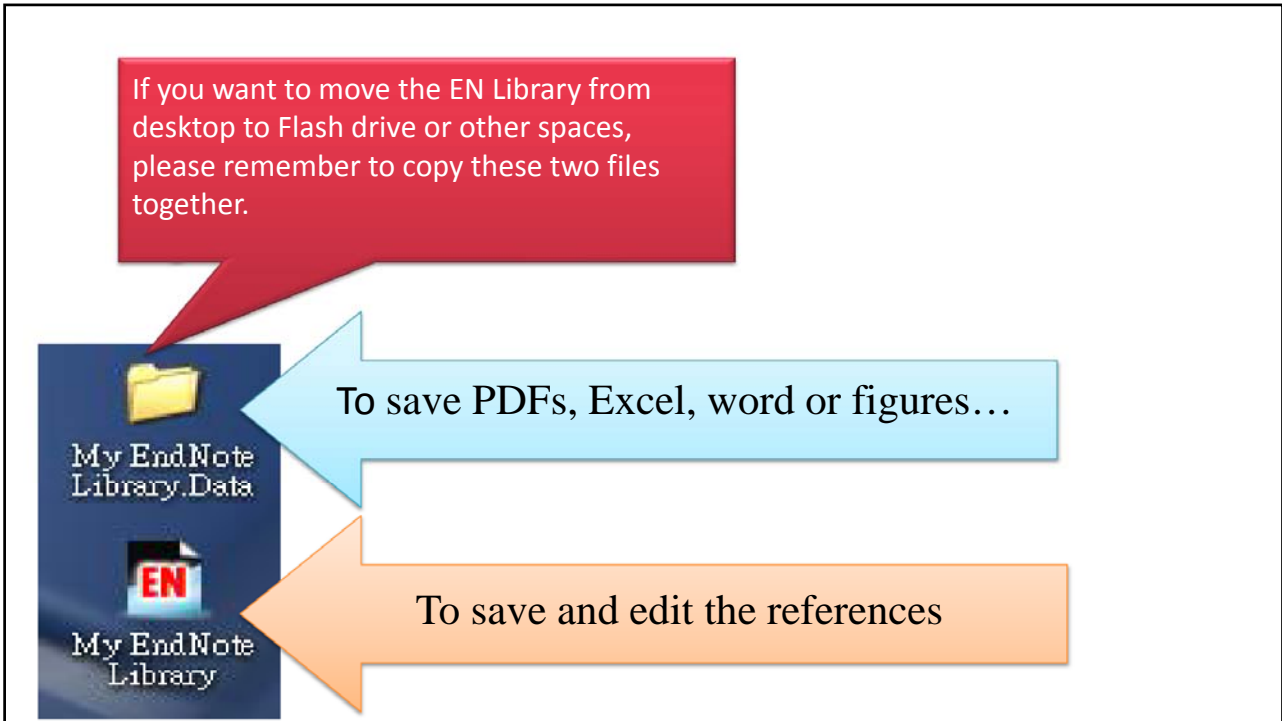 If you want to move the EN Library from
desktop to Flash drive or other spaces,
please remember to copy these two files
together.
To save PDFs, Excel, word or figures…
My EndNote
Library.Data
EN
To save and edit the references
My EndNote
Library